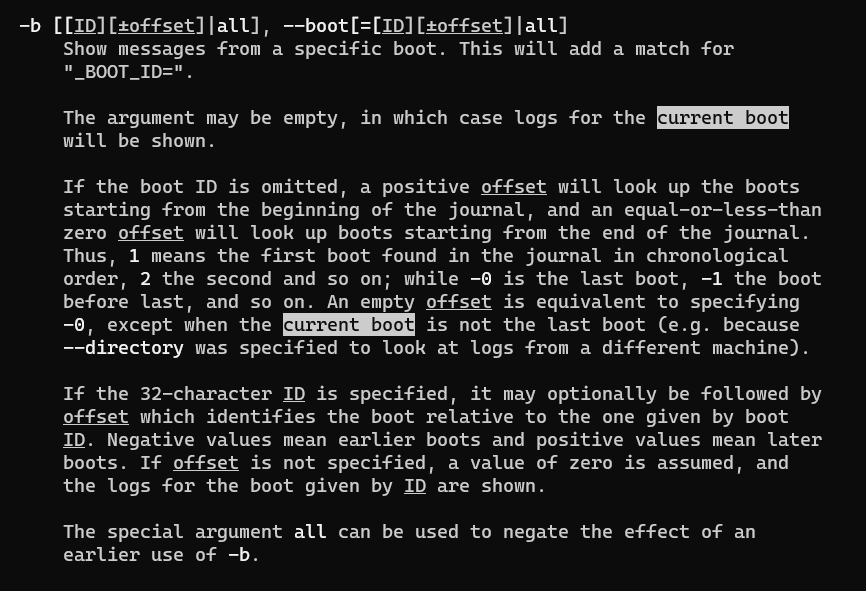 -b [[ID][±offset]|all], --boot[=[ID][±offset]|all]
Show messages from a specific boot. This will add a match for
"_BOOT_ID=".
The argument may be empty, in which case logs for the current boot
will be shown.
If the boot ID is omitted, a positive offset will look up the boots
starting from the beginning of the journal, and an equal-or-less-than
zero offset will look up boots starting from the end of the journal.
Thus, 1 means the first boot found in the journal in chronological
order, 2 the second and so on; while -0 is the last boot, -1 the boot
before last, and so on. An empty offset is equivalent to specifying
-0, except when the current boot is not the last boot (e.g. because
--directory was specified to look at logs from a different machine).
If the 32-character ID is specified, it may optionally be followed by
offset which identifies the boot relative to the one given by boot
ID. Negative values mean earlier boots and positive values mean later
boots. If offset is not specified, a value of zero is assumed, and
the logs for the boot given by ID are shown.
The special argument all can be used to negate the effect of an
earlier use of -b.